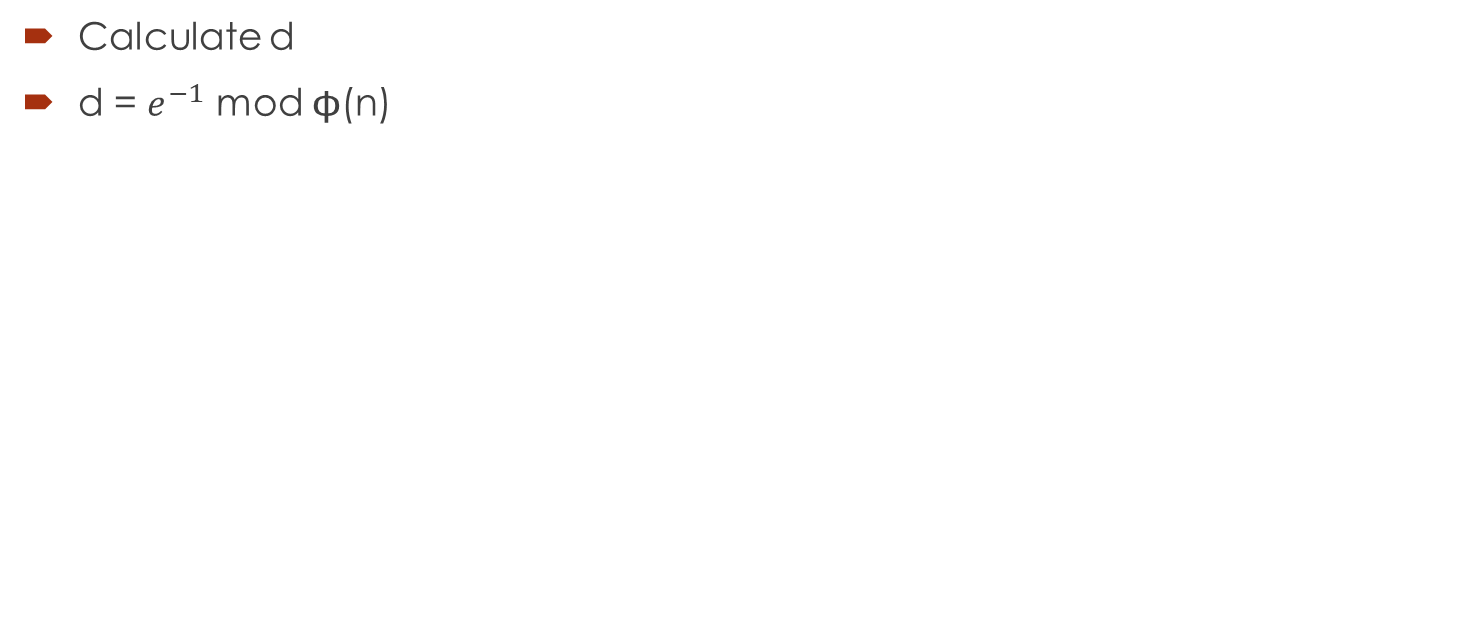 Calculate d
d = e⁻¹ mod ф(n)